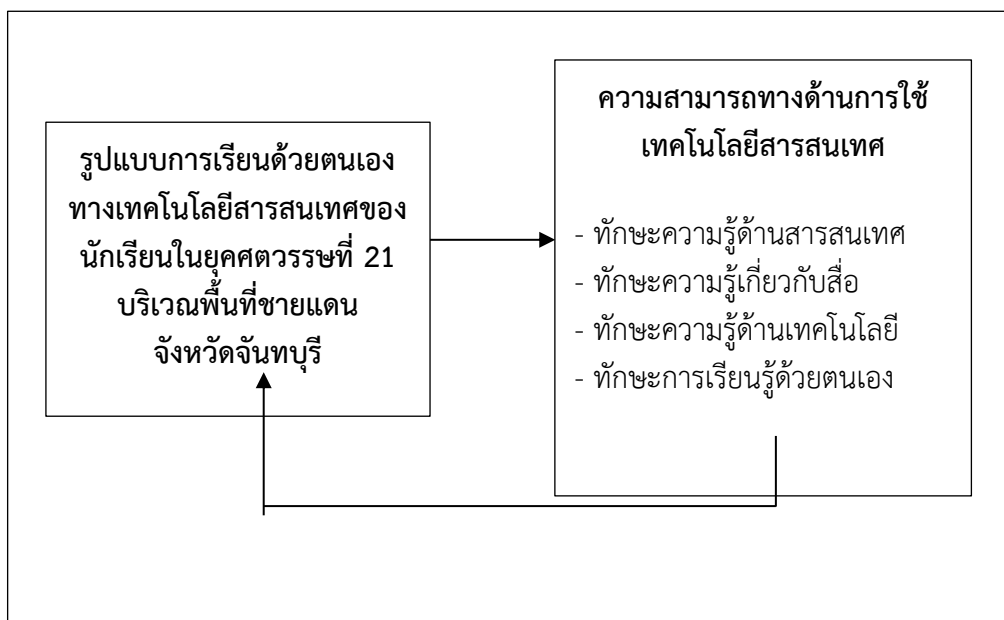 รูปแบบการเรียนด้วยตนเอง
ทางเทคโนโลยีสารสนเทศของ
นักเรียนในยุคศตวรรษที่ 21
บริเวณพื้นที่ชายแดน
จังหวัดจันทบุรี
ความสามารถทางด้านการใช้
เทคโนโลยีสารสนเทศ
- ทักษะความรู้ด้านสารสนเทศ
- ทักษะความรู้เกี่ยวกับสื่อ
- ทักษะความรู้ด้านเทคโนโลยี
- ทักษะการเรียนรู้ด้วยตนเอง